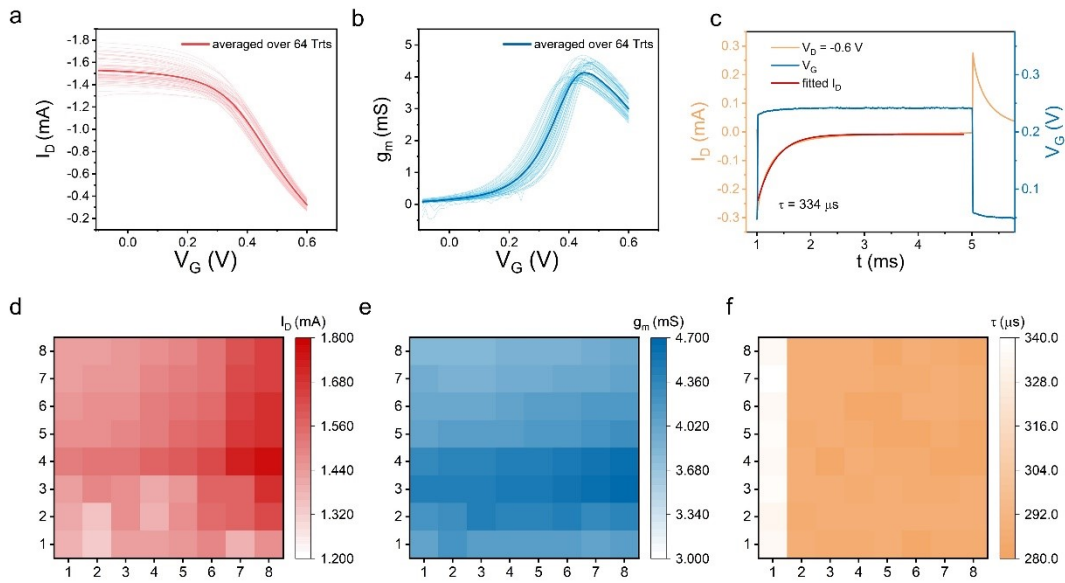 a
averaged over 64 Trts
-1.8
-1.6
-1.4
-1.2
-1.0
-0.8
-0.6
-0.4
-0.2
I_D (mA)
0.0 0.2 0.4 0.6
V_G (V)
b
averaged over 64 Trts
5
4
3
2
1
0
g_m (mS)
0.0 0.2 0.4 0.6
V_G (V)
c
V_D = -0.6 V
V_G
fitted I_D
0.3
0.2
0.1
0.0
-0.1
-0.2
-0.3
I_D (mA)
τ = 334 μs
0.3
0.2
0.1
V_G (V)
1 2 3 4 5
t (ms)
d
I_D (mA)
8
7
6
5
4
3
2
1
1 2 3 4 5 6 7 8
1.800
1.680
1.560
1.440
1.320
1.200
e
g_m (mS)
8
7
6
5
4
3
2
1
1 2 3 4 5 6 7 8
4.700
4.360
4.020
3.680
3.340
3.000
f
τ (μs)
8
7
6
5
4
3
2
1
1 2 3 4 5 6 7 8
340.0
328.0
316.0
304.0
292.0
280.0